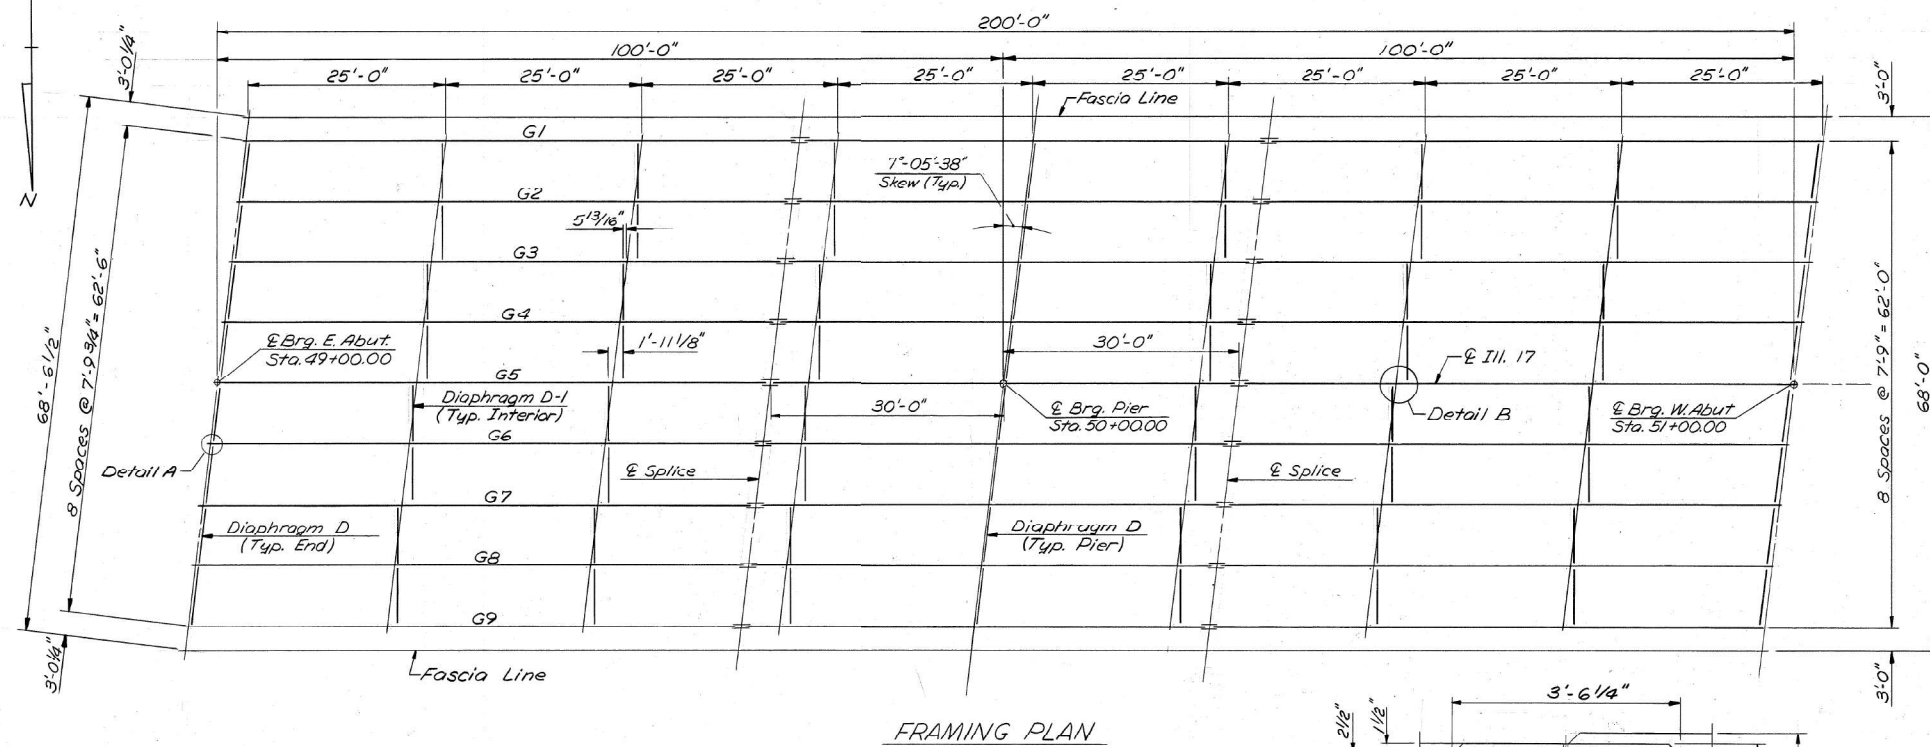 200'-0"
100'-0" 100'-0"
25'-0" 25'-0" 25'-0" 25'-0" 25'-0" 25'-0" 25'-0" 25'-0"
3'-0 1/4"
3'-0"
Fascia Line
G1
7°-05'-38"
Skew (Typ.)
G2
5 13/16"
G3
N
G4
℄ Brg. E. Abut.
Sta. 49+00.00
1'-11 1/8"
30'-0"
℄ Ill. 17
G5
Diaphragm D-1
(Typ. Interior)
30'-0"
℄ Brg. Pier
Sta. 50+00.00
Detail B
℄ Brg. W. Abut
Sta. 51+00.00
G6
68'-6 1/2"
8 Spaces @ 7'-9 3/4" = 62'-6"
8 Spaces @ 7'-9" = 62'-0"
68'-0"
Detail A
℄ Splice
℄ Splice
G7
Diaphragm D
(Typ. End)
Diaphragm D
(Typ. Pier)
G8
G9
3'-0 1/4"
Fascia Line
3'-0"
3'-6 1/4"
2 1/2"
1 1/2"
FRAMING PLAN